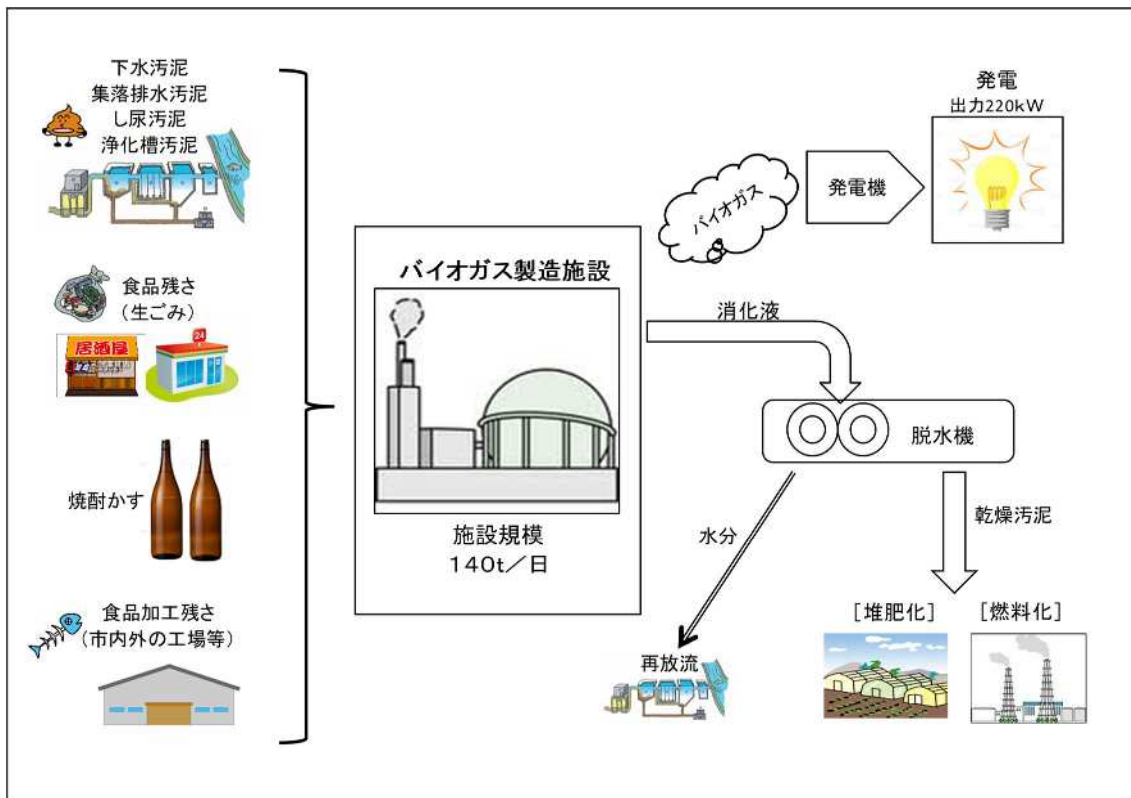 下水汚泥
集落排水汚泥
し尿汚泥
浄化槽汚泥
食品残さ
(生ごみ)
居酒屋
24
焼酎かす
食品加工残さ
(市内外の工場等)
バイオガス製造施設
施設規模
140t/日
バイオガス
発電機
発電
出力220kW
消化液
脱水機
水分
乾燥汚泥
再放流
[堆肥化]
[燃料化]